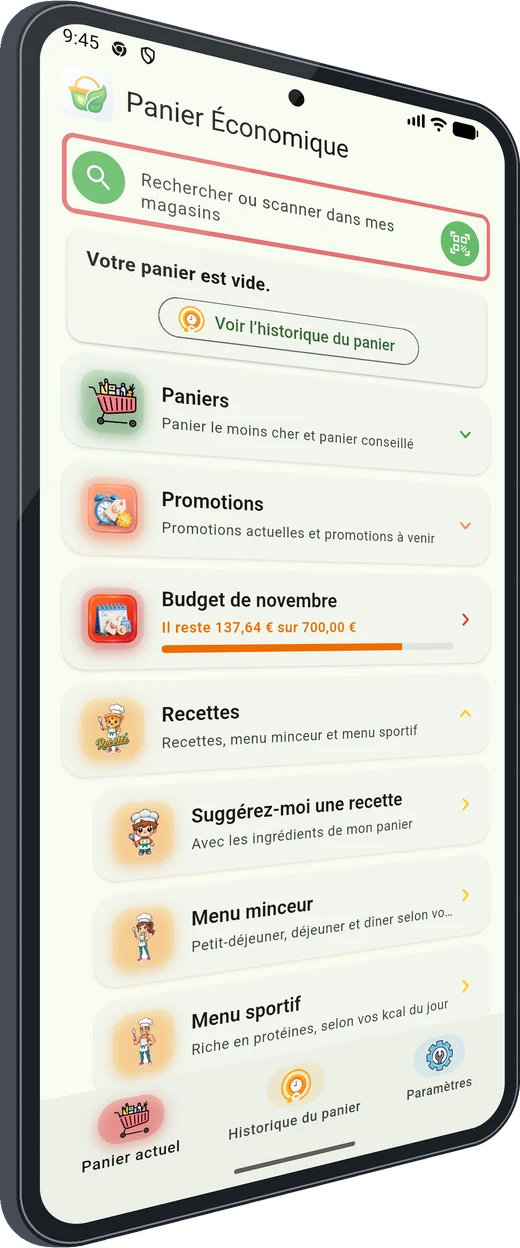 9:45
Panier Économique
Rechercher ou scanner dans mes
magasins
Votre panier est vide.
Voir l'historique du panier
Paniers
Panier le moins cher et panier conseillé
Promotions
Promotions actuelles et promotions à venir
Budget de novembre
Il reste 137,64 € sur 700,00 €
Recettes
Recettes, menu minceur et menu sportif
Recette
Suggérez-moi une recette
Avec les ingrédients de mon panier
Menu minceur
Petit-déjeuner, déjeuner et dîner selon vo...
Menu sportif
Riche en protéines, selon vos kcal du jour
Panier actuel
Historique du panier
Paramètres